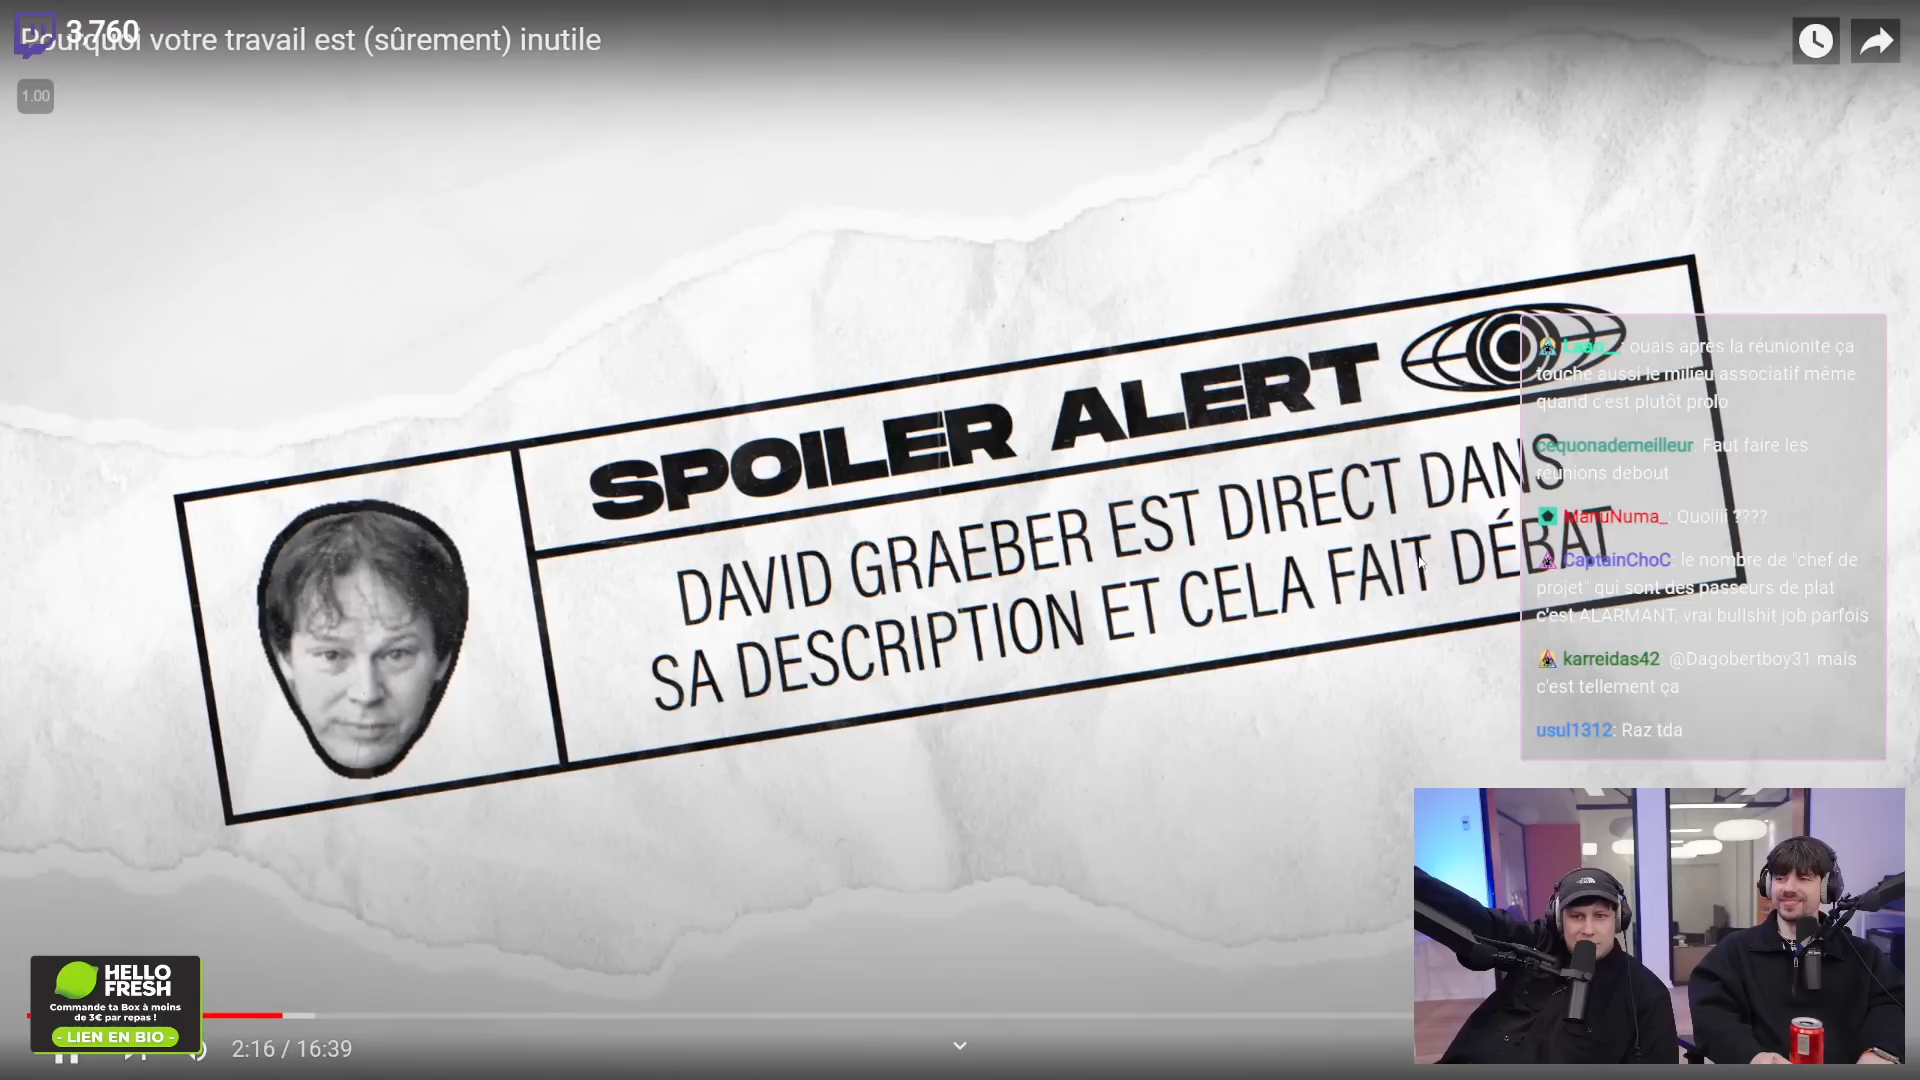 3,760
Pourquoi votre travail est (sûrement) inutile
1.00
SPOILER ALERT
DAVID GRAEBER EST DIRECT DANS
SA DESCRIPTION ET CELA FAIT DÉBAT
Laao__: ouais après la réunionite ça
touche aussi le milieu associatif même
quand c'est plutôt prolo
cequonademeilleur: Faut faire les
réunions debout
ManuNuma_: Quoiiii ????
CaptainChoC le nombre de "chef de
projet" qui sont des passeurs de plat
c'est ALARMANT, vrai bullshit job parfois
karreidas42 @Dagobertboy31 mais
c'est tellement ça
usul1312: Raz tda
HELLO
FRESH
Commande ta Box à moins
de 3€ par repas !
- LIEN EN BIO -
2:16 / 16:39